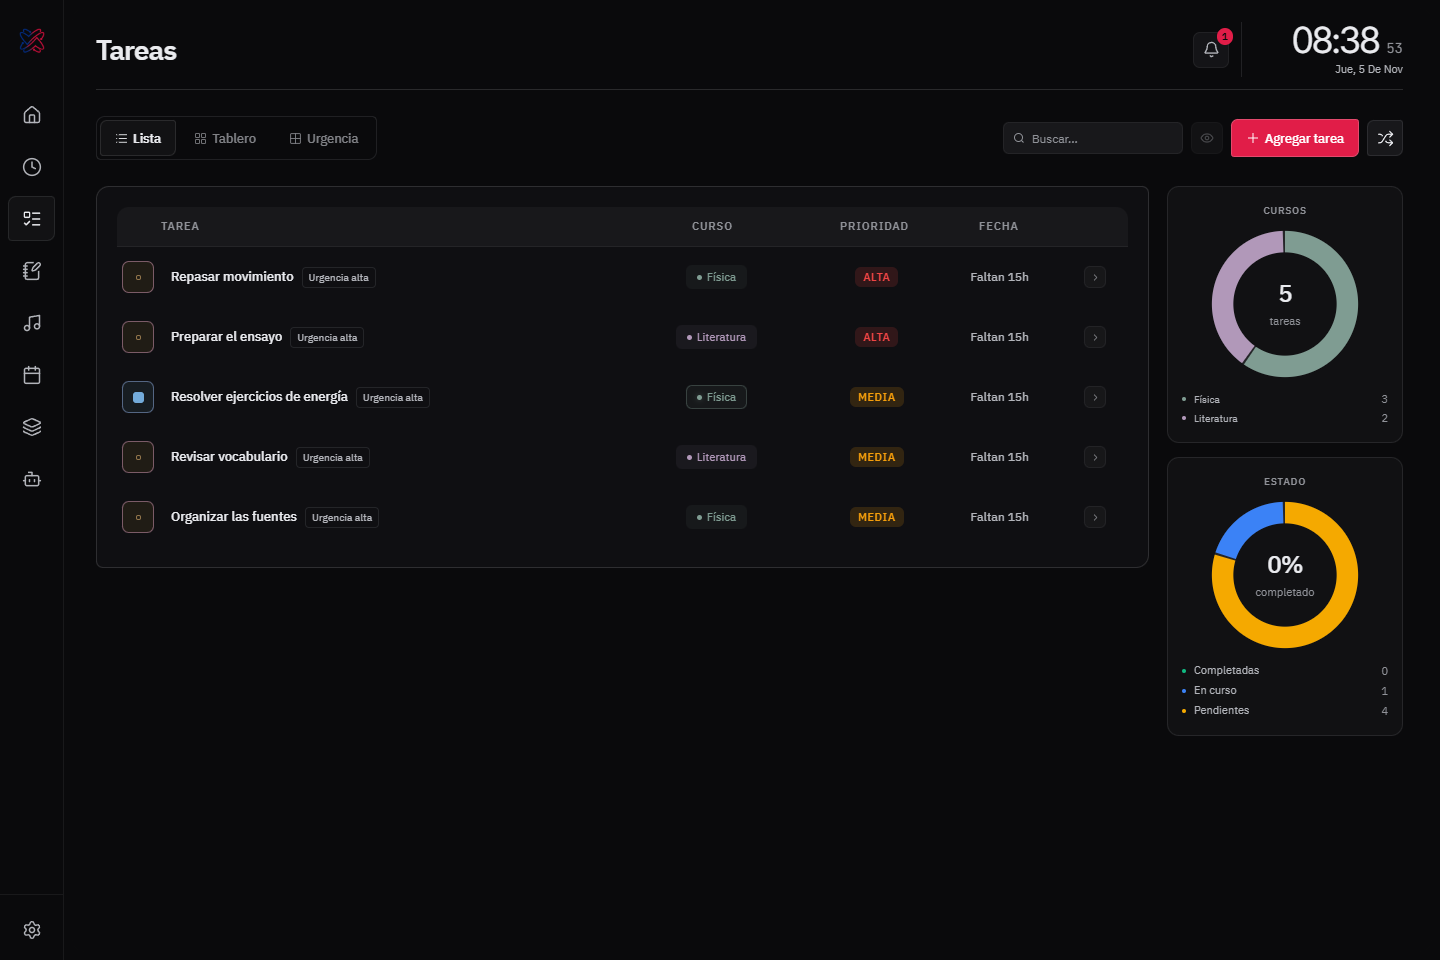 Tareas
1
08:38 53
Jue, 5 De Nov
Lista
Tablero
Urgencia
Buscar...
Agregar tarea
TAREA CURSO PRIORIDAD FECHA
Repasar movimiento Urgencia alta Física ALTA Faltan 15h
Preparar el ensayo Urgencia alta Literatura ALTA Faltan 15h
Resolver ejercicios de energía Urgencia alta Física MEDIA Faltan 15h
Revisar vocabulario Urgencia alta Literatura MEDIA Faltan 15h
Organizar las fuentes Urgencia alta Física MEDIA Faltan 15h
CURSOS
5
tareas
Física 3
Literatura 2
ESTADO
0%
completado
Completadas 0
En curso 1
Pendientes 4